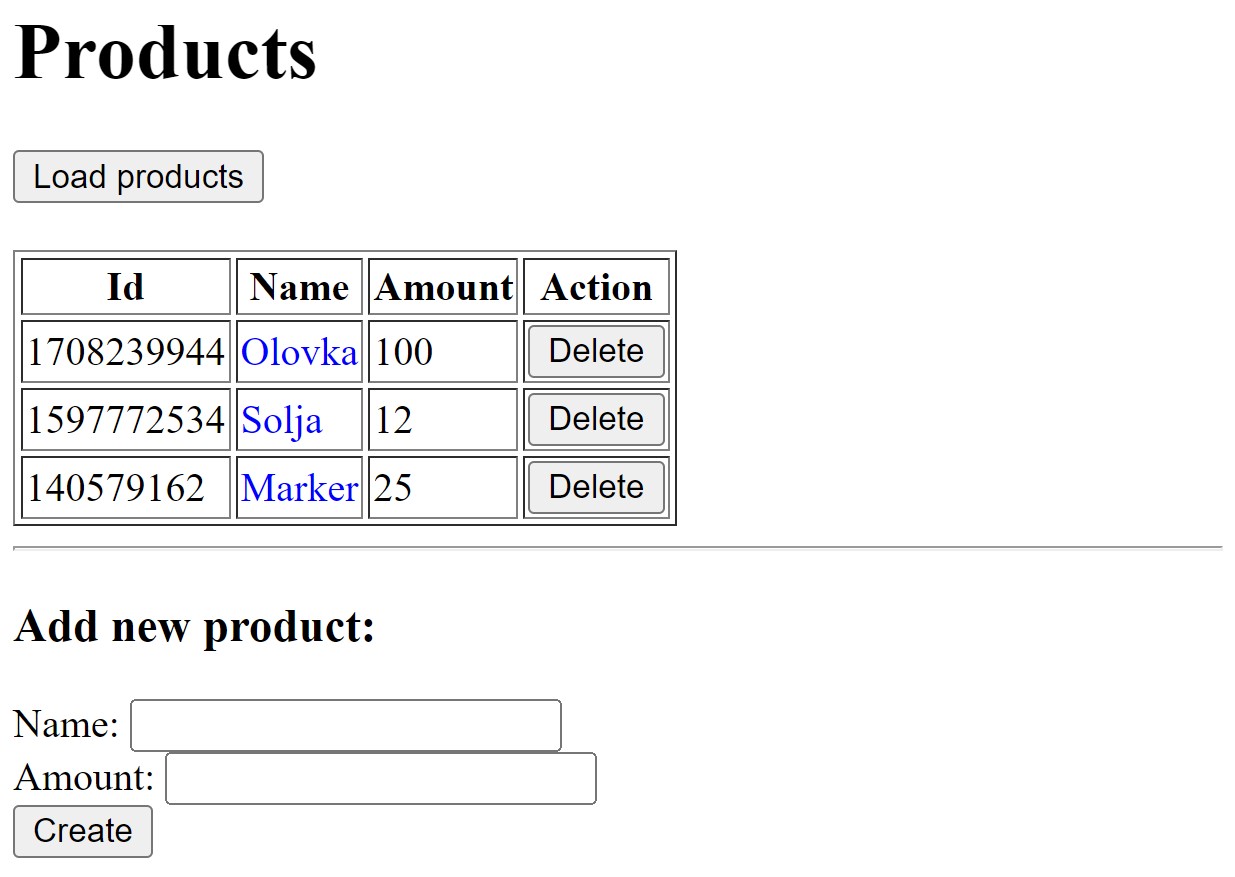 Products
Load products
Id Name Amount Action
1708239944 Olovka 100 Delete
1597772534 Solja 12 Delete
140579162 Marker 25 Delete
Add new product:
Name:
Amount:
Create